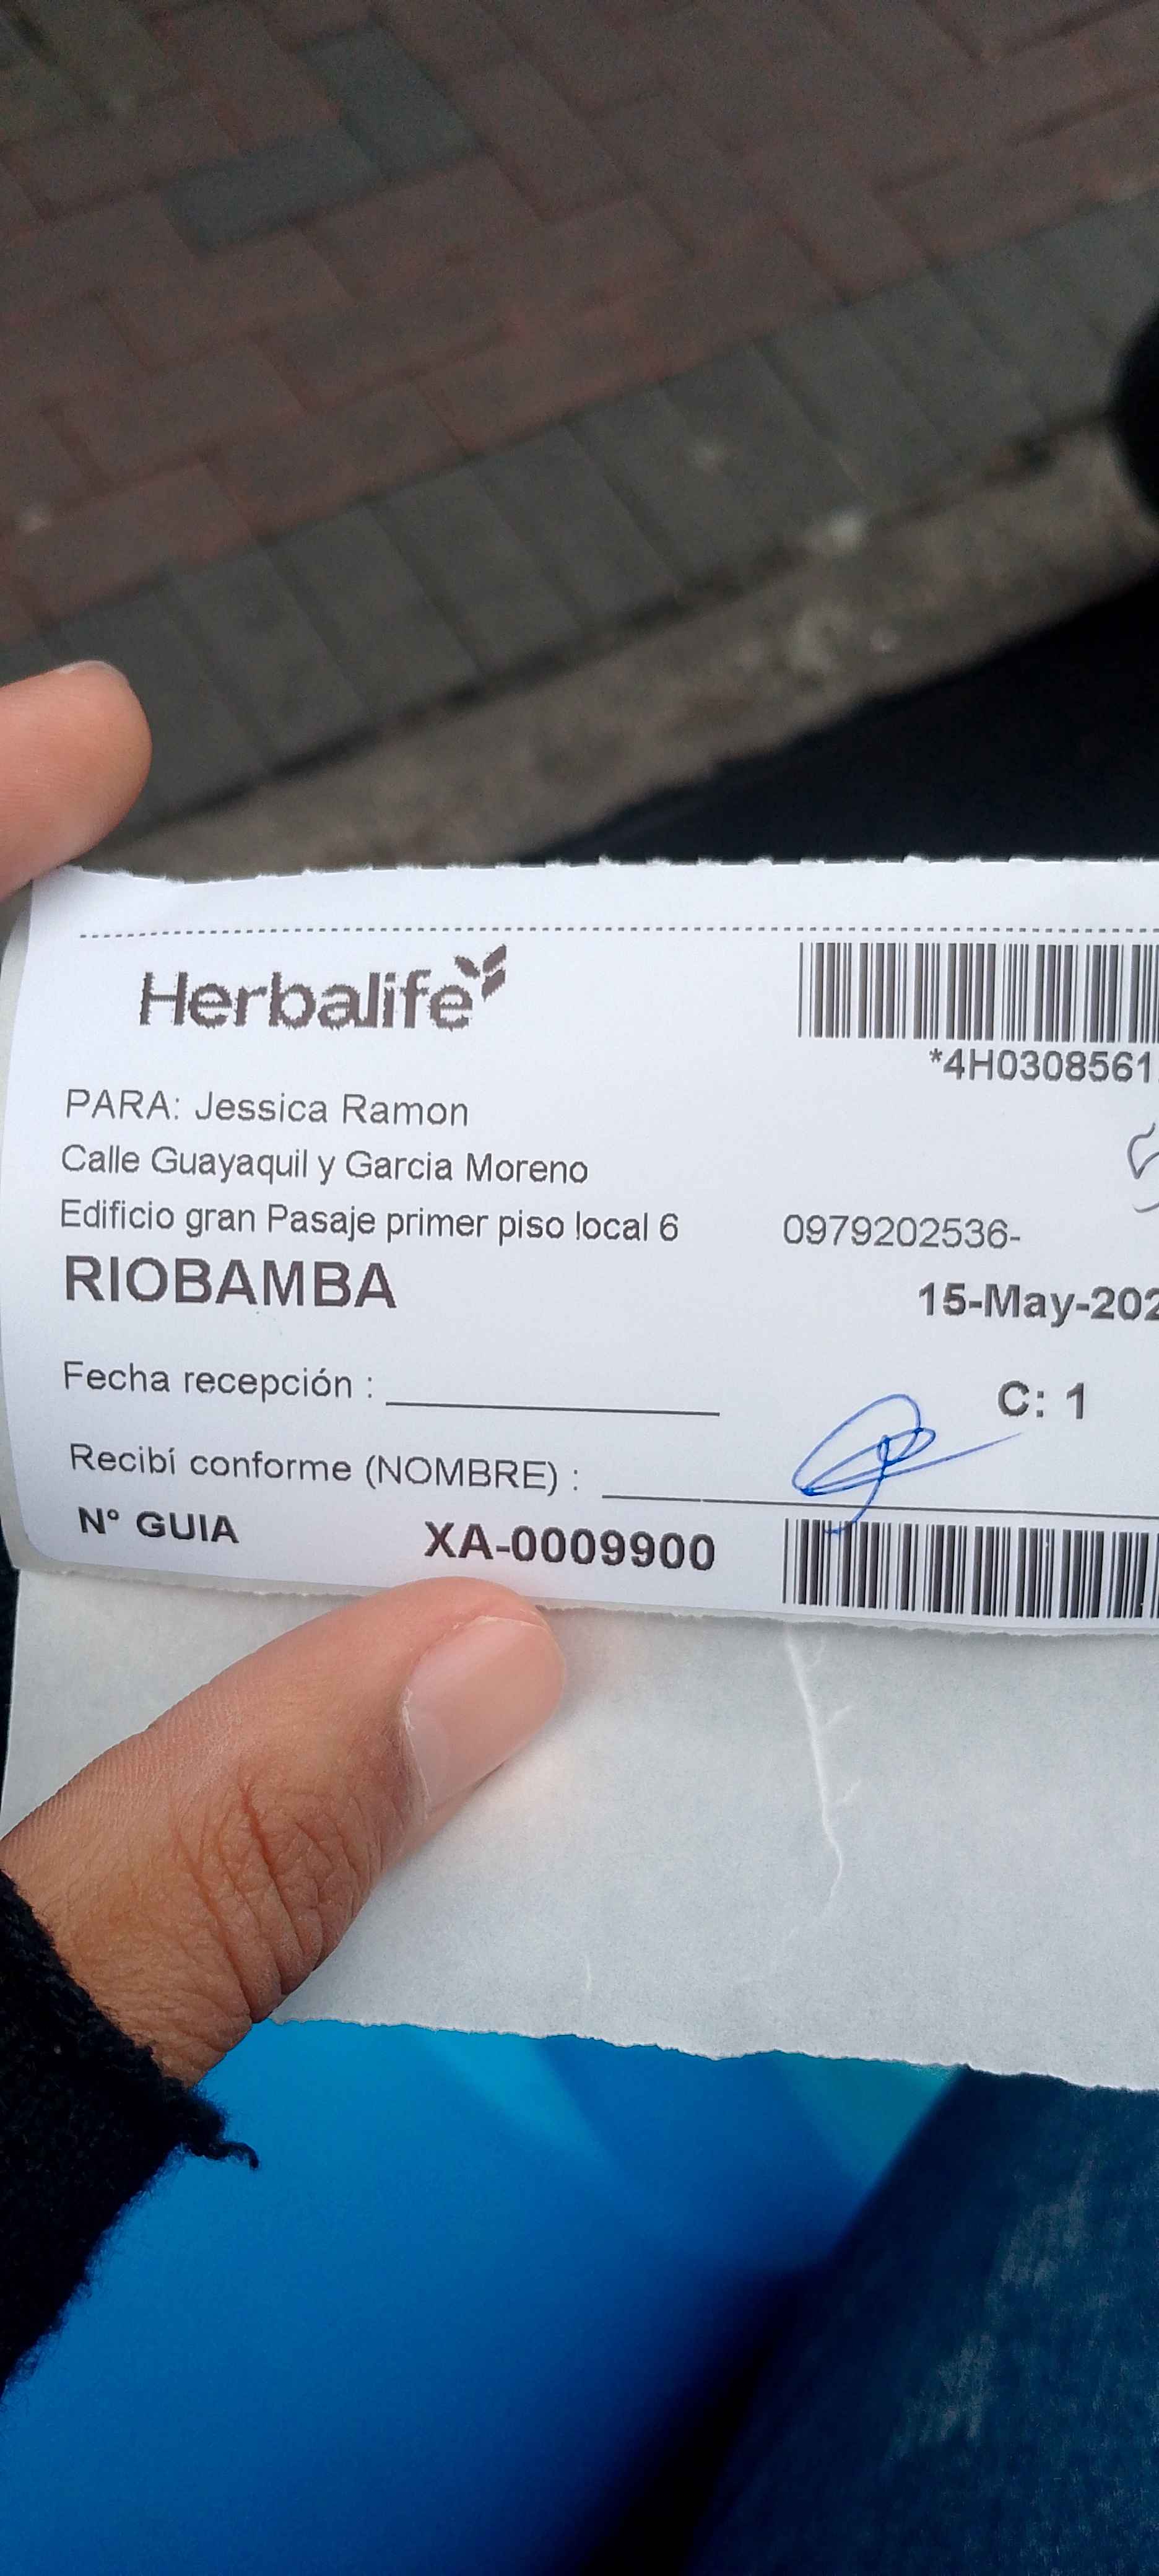 Herbalife
*4H0308561
PARA: Jessica Ramon
Calle Guayaquil y Garcia Moreno
Edificio gran Pasaje primer piso local 6 0979202536-
RIOBAMBA
15-May-202
Fecha recepción :
C: 1
Recibí conforme (NOMBRE) :
N° GUIA XA-0009900